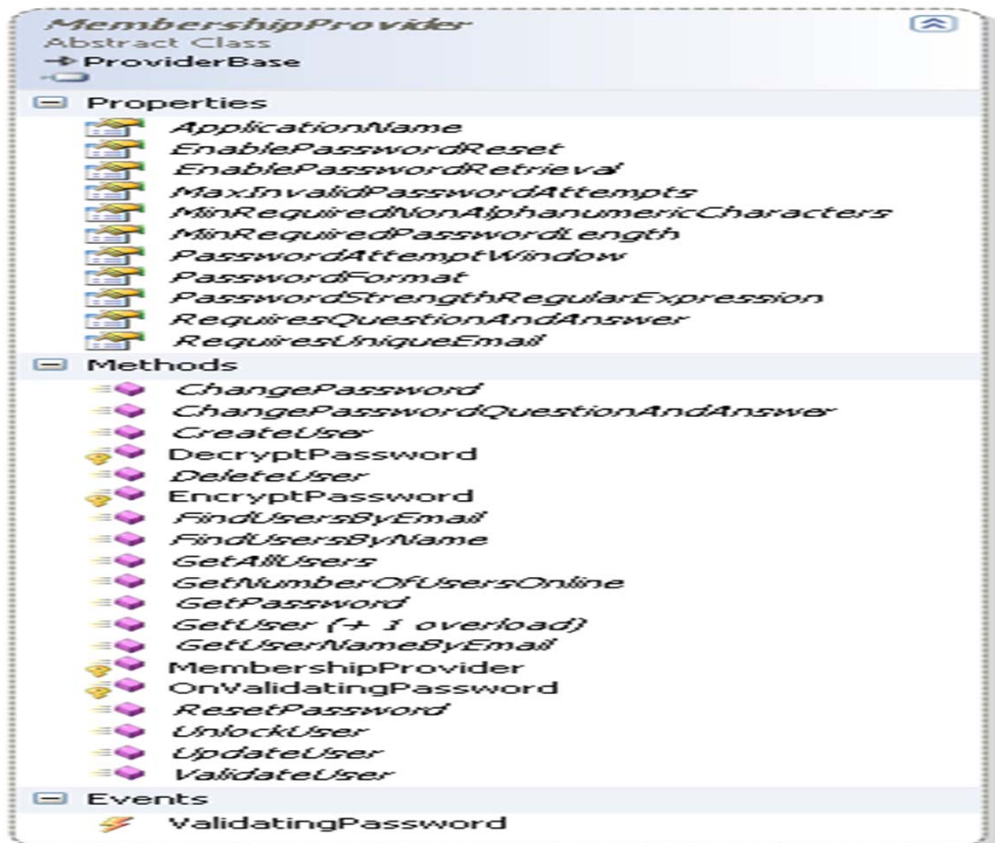 MembershipProvider
Abstract Class
ProviderBase
Properties
ApplicationName
EnablePasswordReset
EnablePasswordRetrieval
MaxInvalidPasswordAttempts
MinRequiredNonAlphanumericCharacters
MinRequiredPasswordLength
PasswordAttemptWindow
PasswordFormat
PasswordStrengthRegularExpression
RequiresQuestionAndAnswer
RequiresUniqueEmail
Methods
ChangePassword
ChangePasswordQuestionAndAnswer
CreateUser
DecryptPassword
DeleteUser
EncryptPassword
FindUsersByEmail
FindUsersByName
GetAllUsers
GetNumberOfUsersOnline
GetPassword
GetUser (+ 1 overload)
GetUserNameByEmail
MembershipProvider
OnValidatingPassword
ResetPassword
UnlockUser
UpdateUser
ValidateUser
Events
ValidatingPassword